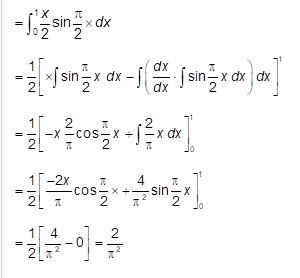 = ∫₀¹ x/2 sin π/2 × dx
= 1/2 [ × ∫ sin π/2 x dx − ∫ ( dx/dx · ∫ sin π/2 x dx ) dx ]¹
= 1/2 [ −x 2/π cos π/2 x + ∫ 2/π x dx ]₀¹
= 1/2 [ −2x/π cos π/2 × + 4/π² sin π/2 x ]₀¹
= 1/2 [ 4/π² − 0 ] = 2/π²